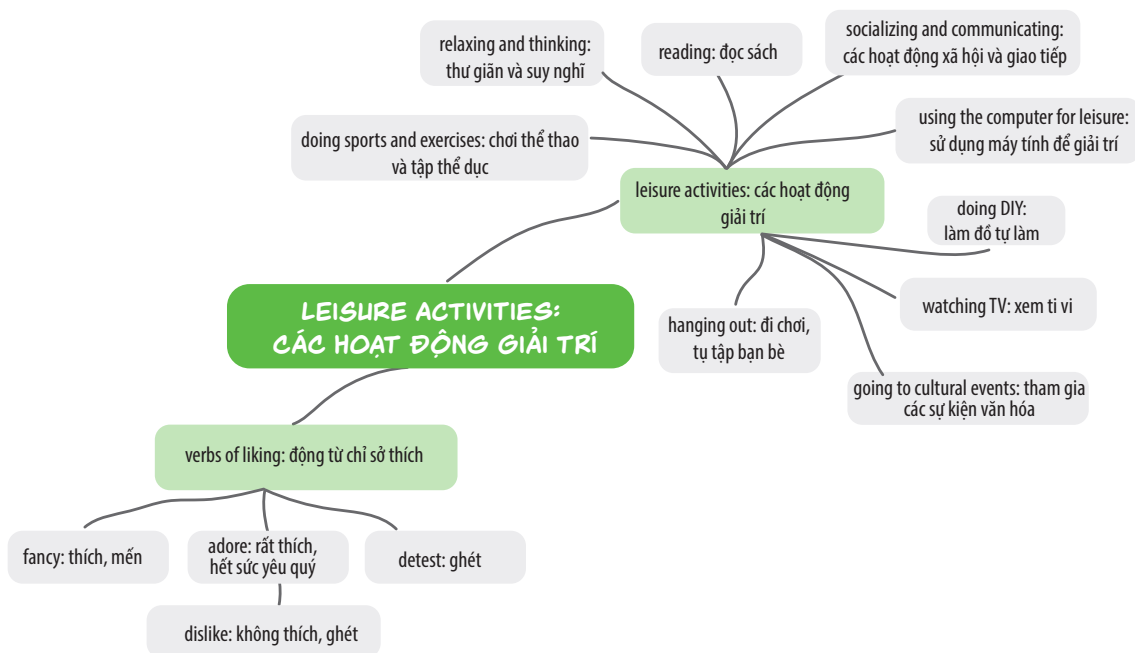 relaxing and thinking:
thư giãn và suy nghĩ
reading: đọc sách
socializing and communicating:
các hoạt động xã hội và giao tiếp
doing sports and exercises: chơi thể thao
và tập thể dục
using the computer for leisure:
sử dụng máy tính để giải trí
leisure activities: các hoạt động
giải trí
doing DIY:
làm đồ tự làm
watching TV: xem ti vi
hanging out: đi chơi,
tụ tập bạn bè
going to cultural events: tham gia
các sự kiện văn hóa
LEISURE ACTIVITIES:
CÁC HOẠT ĐỘNG GIẢI TRÍ
verbs of liking: động từ chỉ sở thích
fancy: thích, mến
adore: rất thích,
hết sức yêu quý
detest: ghét
dislike: không thích, ghét